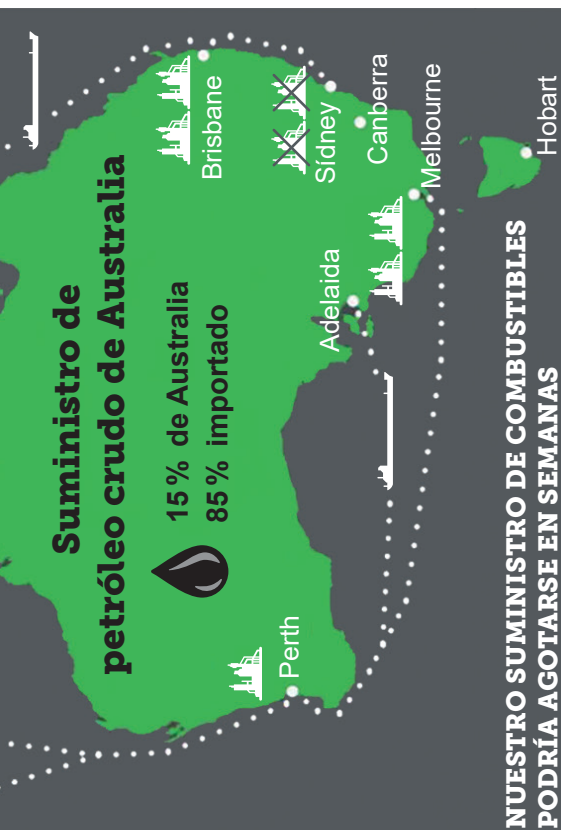 Suministro de
petróleo crudo de Australia
15 % de Australia
85 % importado
Perth
Adelaida
Brisbane
Sídney
Canberra
Melbourne
Hobart
NUESTRO SUMINISTRO DE COMBUSTIBLES
PODRÍA AGOTARSE EN SEMANAS